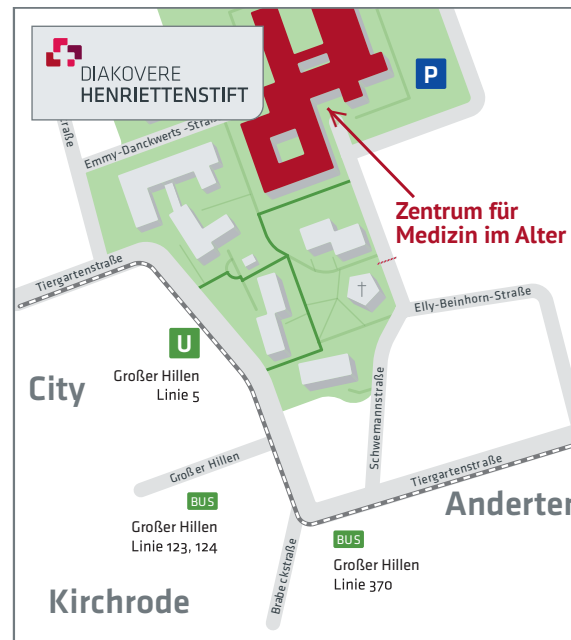 DIAKOVERE
HENRIETTENSTIFT
P
straße
Emmy-Danckwerts-Straße
Zentrum für
Medizin im Alter
Tiergartenstraße
Elly-Beinhorn-Straße
U
Großer Hillen
Linie 5
City
Schwemannstraße
Großer Hillen
Tiergartenstraße
BUS
Großer Hillen
Linie 123, 124
Anderten
BUS
Großer Hillen
Linie 370
Brabeckstraße
Kirchrode